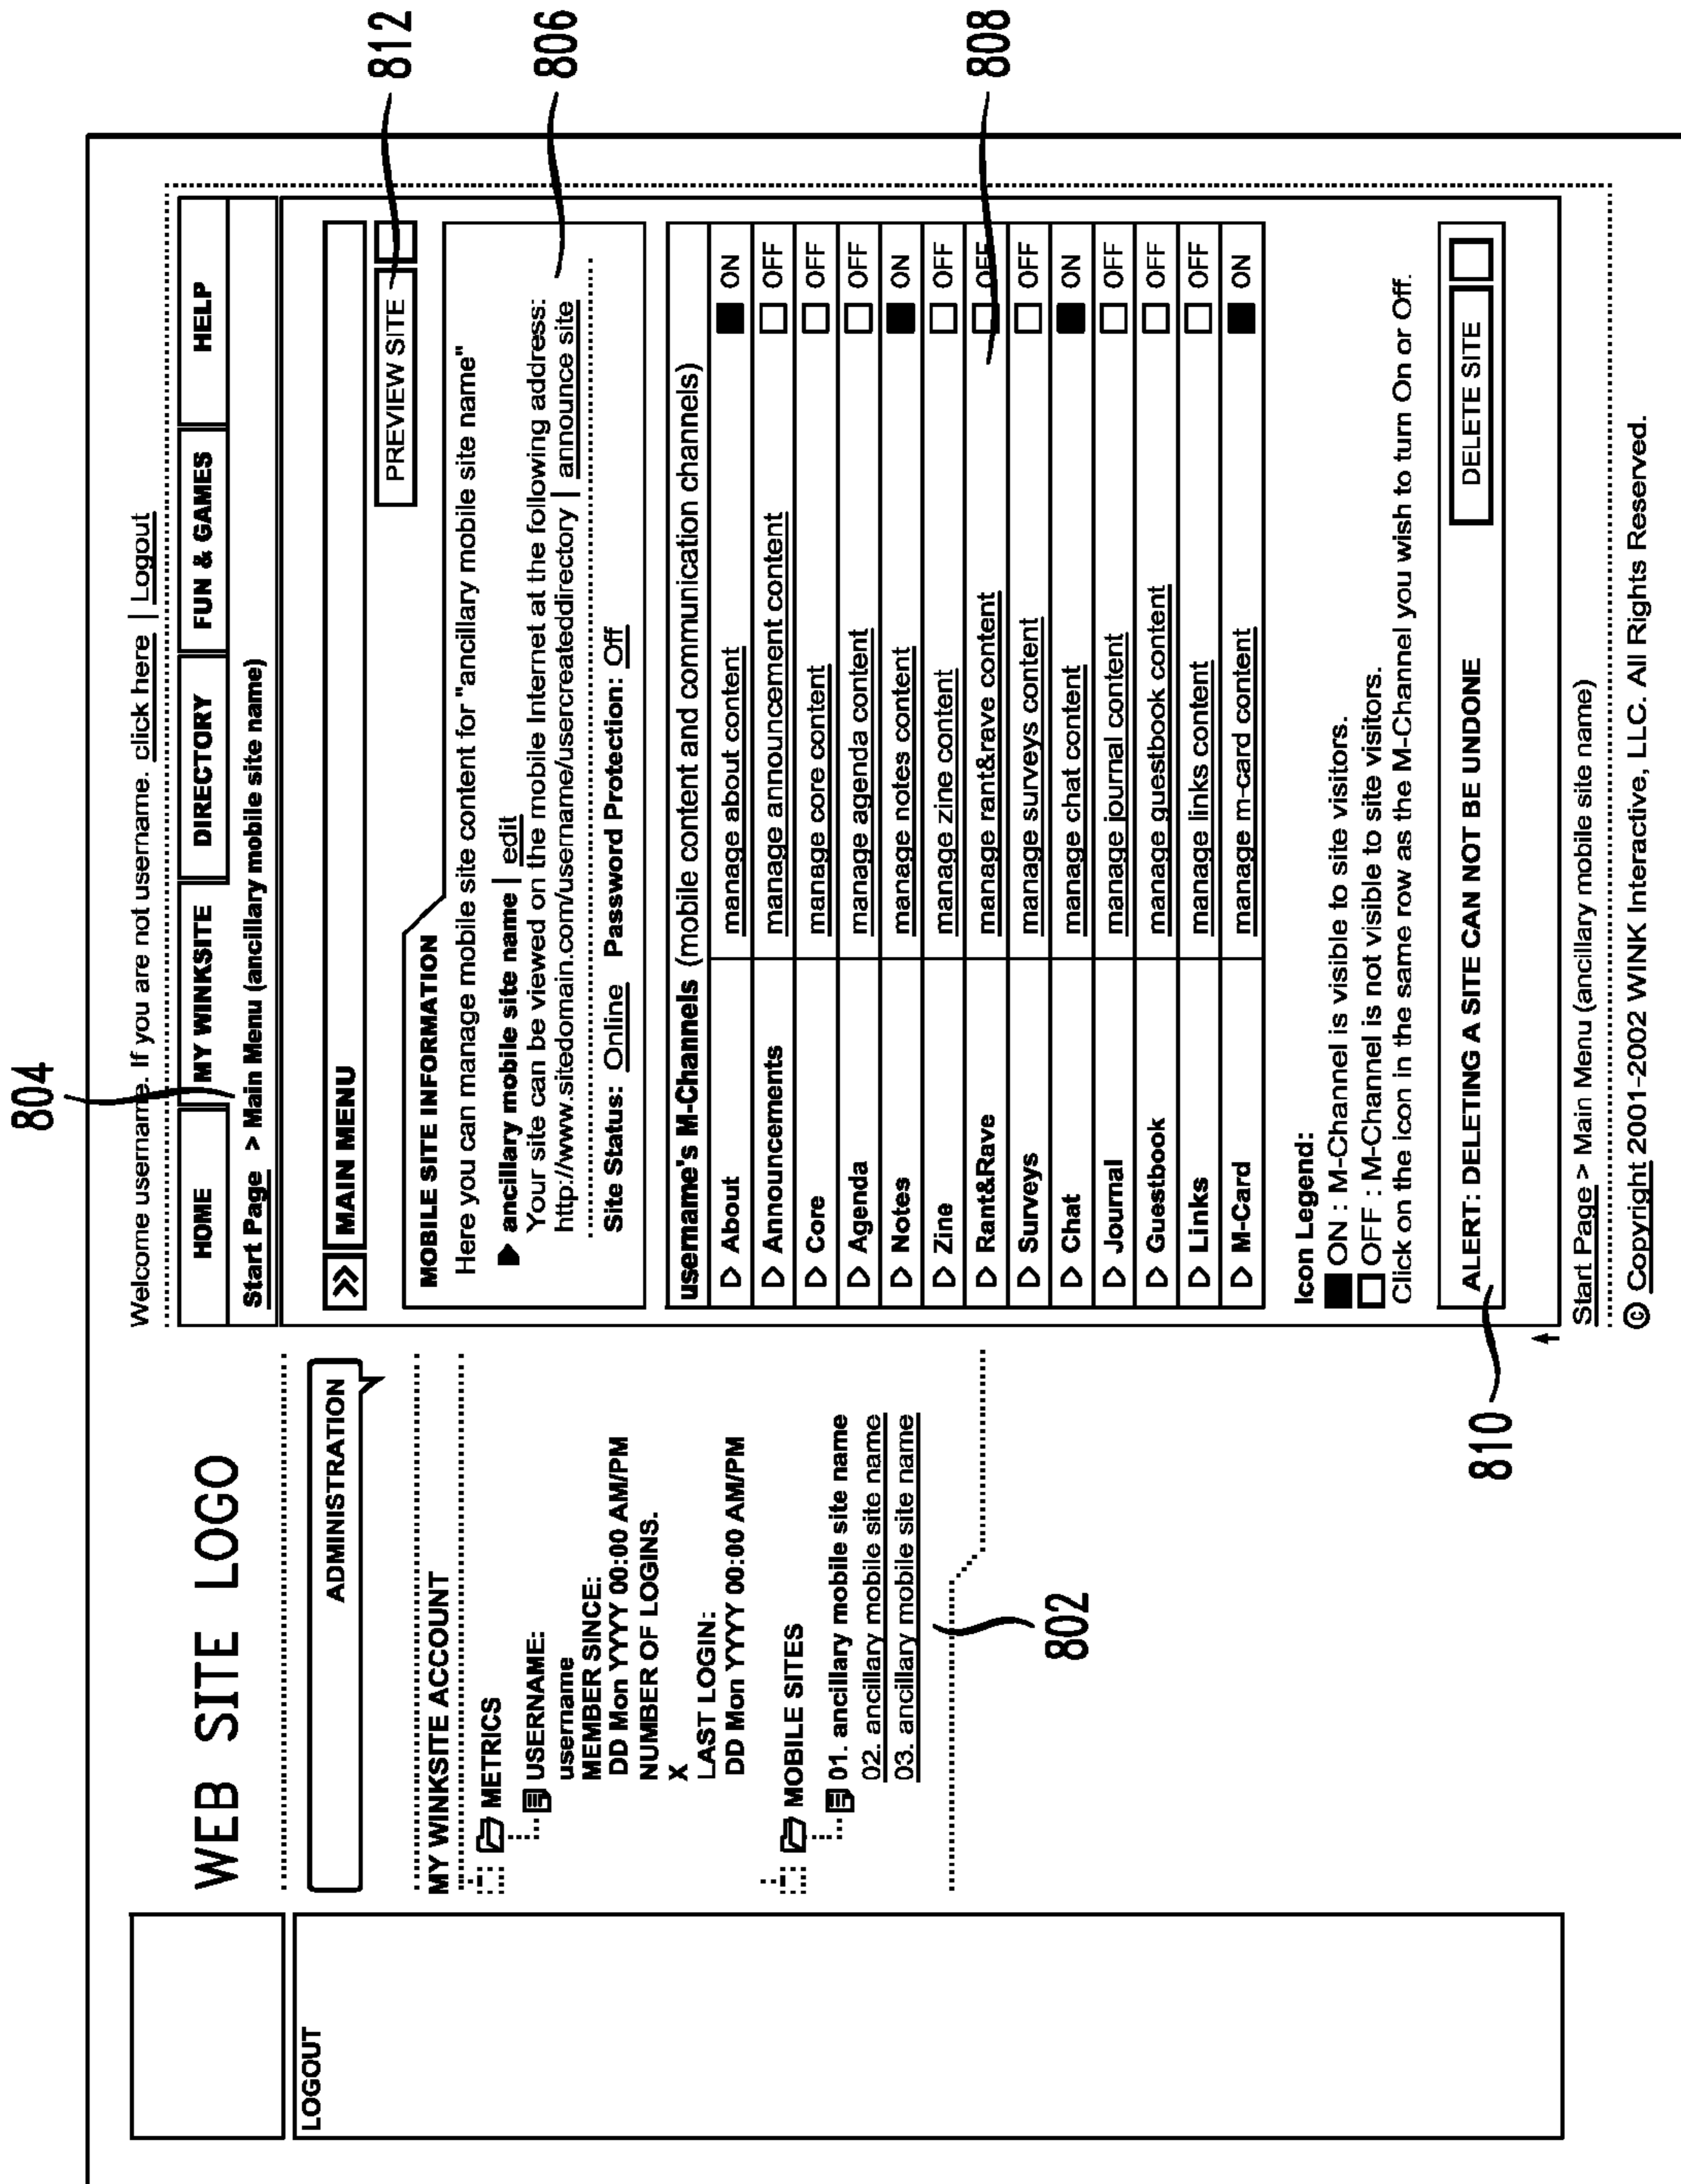 804
Welcome username. If you are not username. click here | Logout
WEB SITE LOGO
HOME MY WINKSITE DIRECTORY FUN & GAMES HELP
Start Page > Main Menu (ancillary mobile site name)
LOGOUT
ADMINISTRATION
MY WINKSITE ACCOUNT
METRICS
USERNAME:
username
MEMBER SINCE:
DD Mon YYYY 00:00 AM/PM
NUMBER OF LOGINS.
X
LAST LOGIN:
DD Mon YYYY 00:00 AM/PM
MOBILE SITES
01. ancillary mobile site name
02. ancillary mobile site name
03. ancillary mobile site name
802
>> MAIN MENU
PREVIEW SITE
812
MOBILE SITE INFORMATION
Here you can manage mobile site content for "ancillary mobile site name"
ancillary mobile site name | edit
Your site can be viewed on the mobile Internet at the following address:
http://www.sitedomain.com/username/usercreateddirectory | announce site
806
Site Status: Online Password Protection: Off
username's M-Channels (mobile content and communication channels)
About manage about content ON
Announcements manage announcement content OFF
Core manage core content OFF
Agenda manage agenda content OFF
Notes manage notes content ON
Zine manage zine content OFF
Rant&Rave manage rant&rave content OFF
808
Surveys manage surveys content OFF
Chat manage chat content ON
Journal manage journal content OFF
Guestbook manage guestbook content OFF
Links manage links content OFF
M-Card manage m-card content ON
Icon Legend:
ON : M-Channel is visible to site visitors.
OFF : M-Channel is not visible to site visitors.
Click on the icon in the same row as the M-Channel you wish to turn On or Off.
810
ALERT: DELETING A SITE CAN NOT BE UNDONE DELETE SITE
Start Page > Main Menu (ancillary mobile site name)
© Copyright 2001-2002 WINK Interactive, LLC. All Rights Reserved.